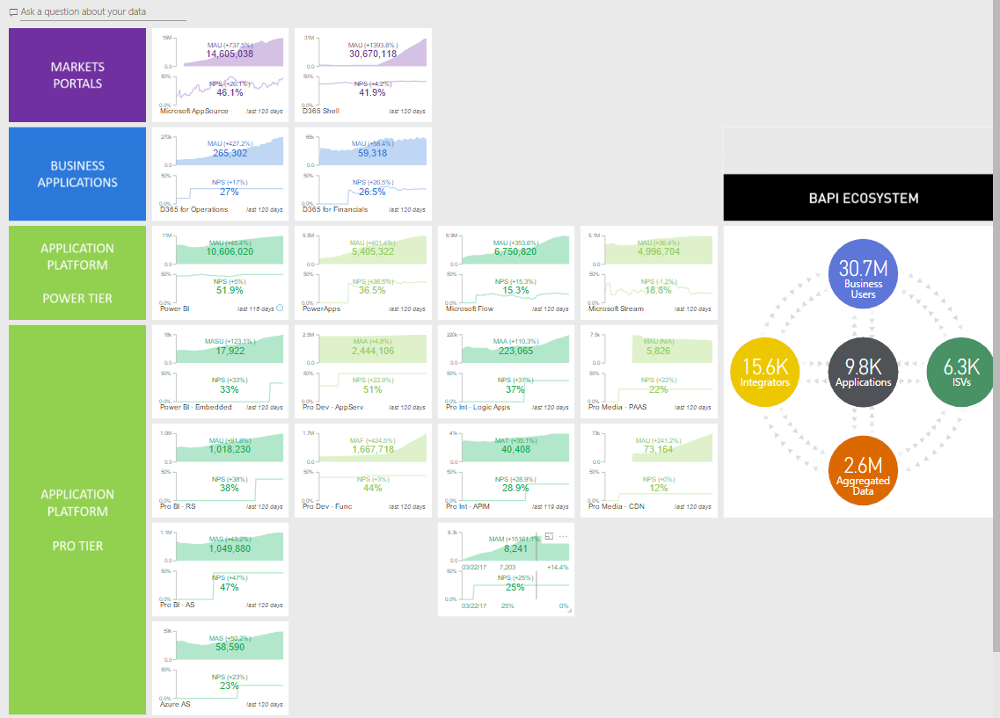 Ask a question about your data
MARKETS
PORTALS
MAU (+737.5%)
14,605,038
0.0
50%
NPS (+26.1%)
46.1%
0.0%
Microsoft AppSource
last 120 days
31M
MAU (+1393.8%)
30,670,118
0.0
50%
NPS (+4.2%)
41.9%
0.0%
D365 Shell
last 120 days
BUSINESS
APPLICATIONS
270k
MAU (+427.2%)
265,302
0.0
50%
NPS (+17%)
27%
0.0%
D365 for Operations
last 120 days
MAU (+58.4%)
59,318
0.0
50%
NPS (+26.5%)
26.5%
0.0%
D365 for Financials
last 120 days
BAPI ECOSYSTEM
APPLICATION
PLATFORM
POWER TIER
11M
MAU (+45.4%)
10,606,020
0.0
50%
NPS (+5%)
51.9%
0.0%
Power BI
last 118 days
MAU (+401.4%)
5,405,322
0.0
50%
NPS (+36.5%)
36.5%
0.0%
PowerApps
last 120 days
6.9M
MAU (+353.6%)
6,750,820
0.0
50%
NPS (+15.3%)
15.3%
0.0%
Microsoft Flow
last 120 days
5.1M
MAU (+36.4%)
4,996,704
0.0
50%
NPS (-1.2%)
18.8%
0.0%
Microsoft Stream
last 120 days
30.7M
Business
Users
15.6K
Integrators
9.8K
Applications
6.3K
ISVs
2.6M
Aggregated
Data
APPLICATION
PLATFORM
PRO TIER
18k
MASU (+123.1%)
17,922
0.0
50%
NPS (+33%)
33%
0.0%
Power BI - Embedded
last 120 days
2.5M
MAA (+4.8%)
2,444,106
0.0
50%
NPS (+22.9%)
51%
0.0%
Pro Dev - AppServ
last 120 days
220k
MAA (+110.3%)
223,065
0.0
50%
NPS (+37%)
37%
0.0%
Pro Int - Logic Apps
last 120 days
7.5k
MAU (N/A)
5,826
0.0
50%
NPS (+22%)
22%
0.0%
Pro Media - PAAS
last 120 days
1.0M
MAU (+91.8%)
1,018,230
0.0
50%
NPS (+38%)
38%
0.0%
Pro BI - RS
last 120 days
1.7M
MAF (+424.5%)
1,667,718
0.0
50%
NPS (+3%)
44%
0.0%
Pro Dev - Func
last 120 days
41k
MAT (+35.1%)
40,408
0.0
50%
NPS (+28.9%)
28.9%
0.0%
Pro Int - APIM
last 119 days
73k
MAU (+241.2%)
73,164
0.0
50%
NPS (+0%)
12%
0.0%
Pro Media - CDN
last 120 days
1.1M
MAS (+43.2%)
1,049,880
0.0
50%
NPS (+47%)
47%
0.0%
Pro BI - AS
last 120 days
8.3k
MAM (+15161.1%
8,241
0.0
03/22/17 7,203 +14.4%
50%
NPS (+25%)
25%
0.0%
03/22/17 25% 0%
MAS (+50.2%)
58,590
0.0
50%
NPS (+23%)
23%
0.0%
Azure AS
last 120 days